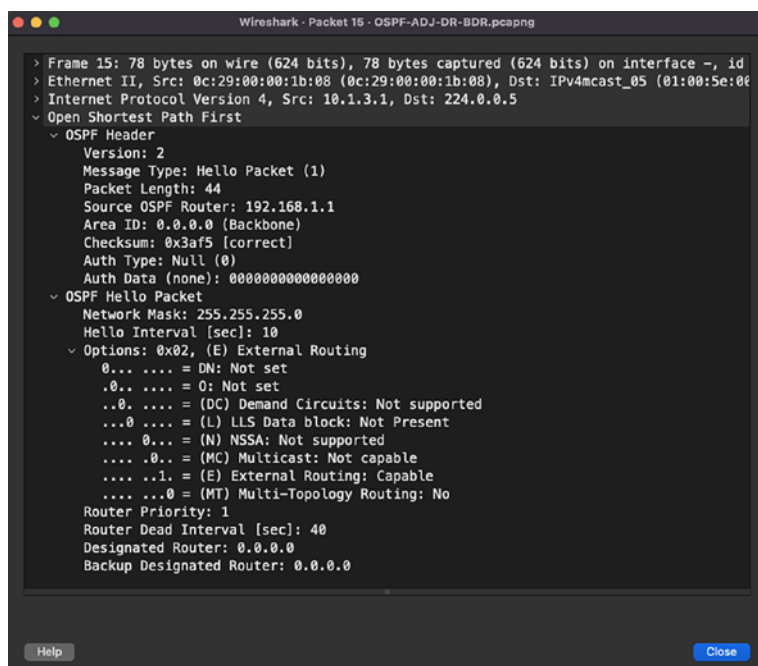 Wireshark · Packet 15 · OSPF-ADJ-DR-BDR.pcapng
> Frame 15: 78 bytes on wire (624 bits), 78 bytes captured (624 bits) on interface -, id
> Ethernet II, Src: 0c:29:00:00:1b:08 (0c:29:00:00:1b:08), Dst: IPv4mcast_05 (01:00:5e:00
> Internet Protocol Version 4, Src: 10.1.3.1, Dst: 224.0.0.5
Open Shortest Path First
OSPF Header
Version: 2
Message Type: Hello Packet (1)
Packet Length: 44
Source OSPF Router: 192.168.1.1
Area ID: 0.0.0.0 (Backbone)
Checksum: 0x3af5 [correct]
Auth Type: Null (0)
Auth Data (none): 0000000000000000
OSPF Hello Packet
Network Mask: 255.255.255.0
Hello Interval [sec]: 10
Options: 0x02, (E) External Routing
0... .... = DN: Not set
.0.. .... = O: Not set
..0. .... = (DC) Demand Circuits: Not supported
...0 .... = (L) LLS Data block: Not Present
.... 0... = (N) NSSA: Not supported
.... .0.. = (MC) Multicast: Not capable
.... ..1. = (E) External Routing: Capable
.... ...0 = (MT) Multi-Topology Routing: No
Router Priority: 1
Router Dead Interval [sec]: 40
Designated Router: 0.0.0.0
Backup Designated Router: 0.0.0.0
Help
Close